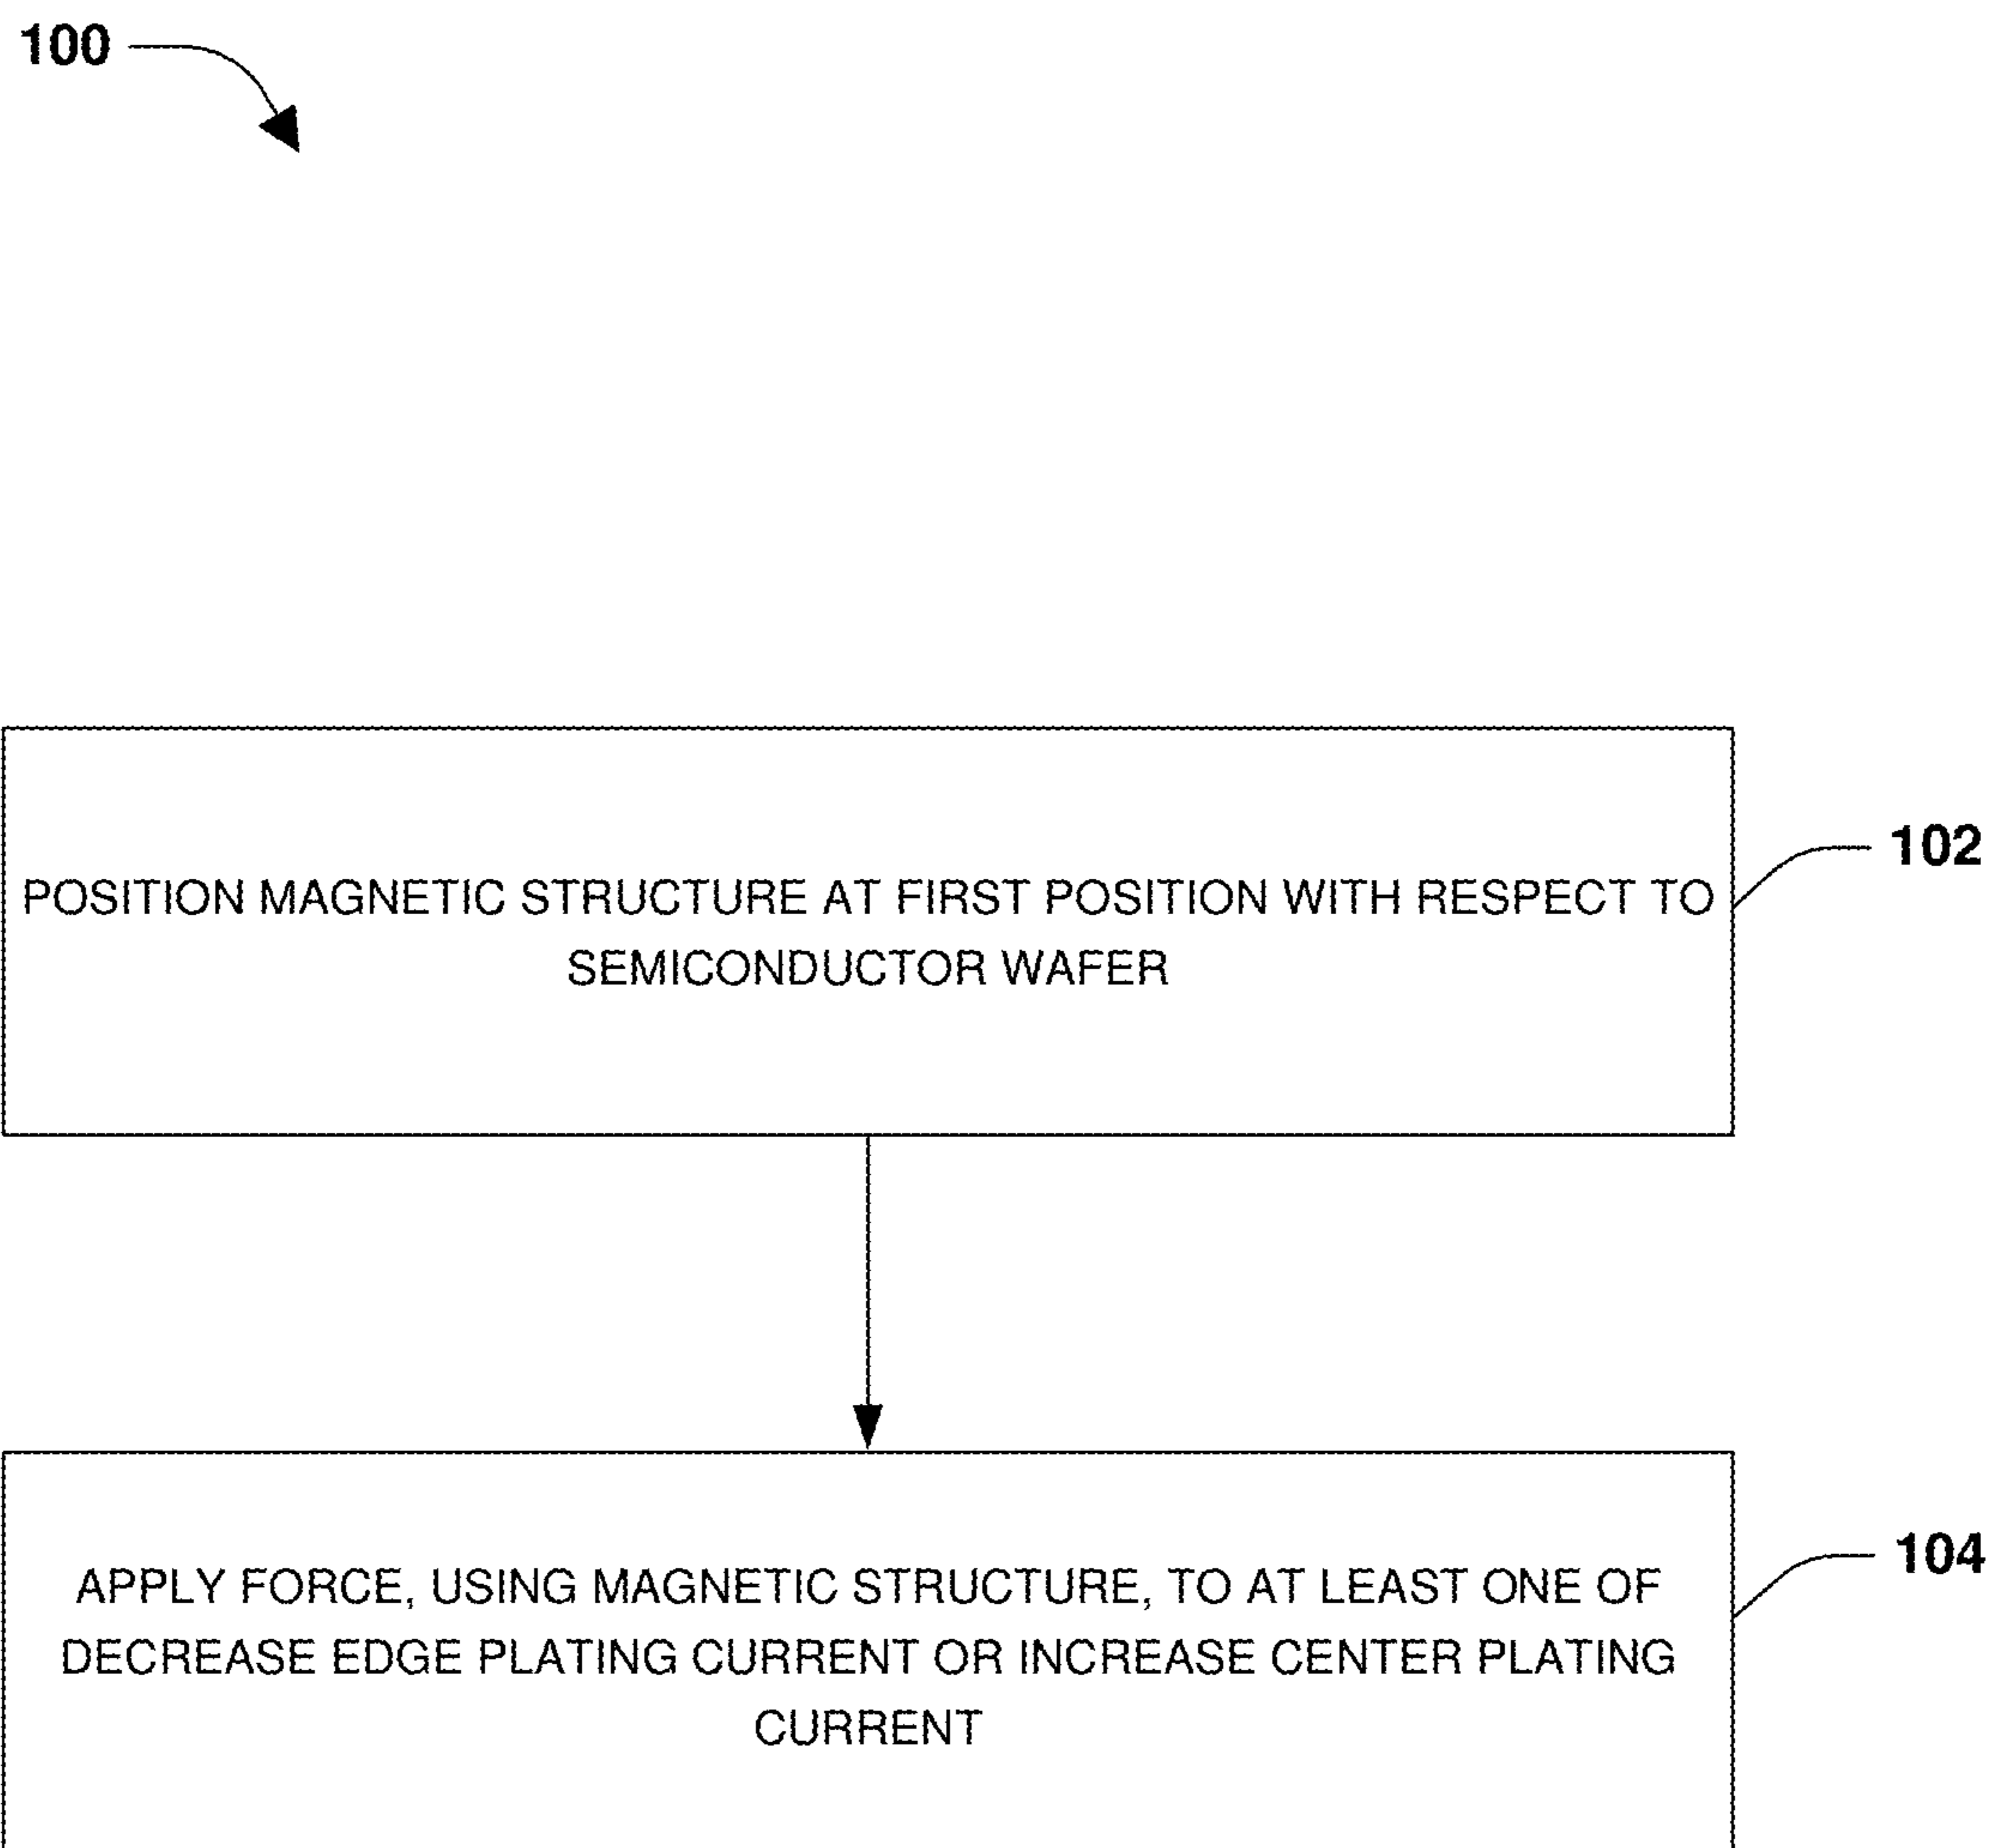 100
POSITION MAGNETIC STRUCTURE AT FIRST POSITION WITH RESPECT TO
SEMICONDUCTOR WAFER
102
APPLY FORCE, USING MAGNETIC STRUCTURE, TO AT LEAST ONE OF
DECREASE EDGE PLATING CURRENT OR INCREASE CENTER PLATING
CURRENT
104